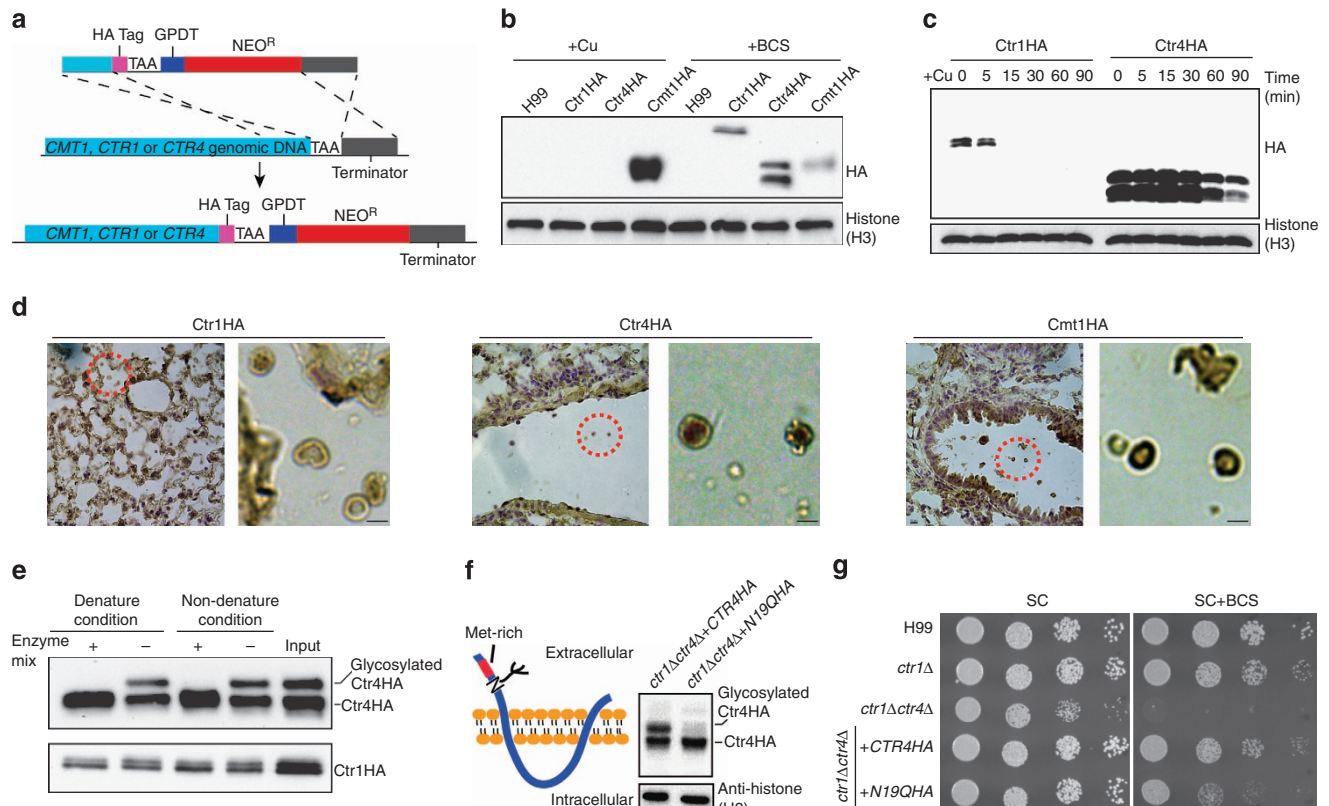 a
HA Tag GPDT
NEOR
TAA
CMT1, CTR1 or CTR4 genomic DNA TAA
Terminator
HA Tag GPDT
NEOR
CMT1, CTR1 or CTR4 TAA
Terminator
b
+Cu +BCS
H99 Ctr1HA Ctr4HA Cmt1HA H99 Ctr1HA Ctr4HA Cmt1HA
HA
Histone
(H3)
c
Ctr1HA Ctr4HA
+Cu 0 5 15 30 60 90 0 5 15 30 60 90 Time
(min)
HA
Histone
(H3)
d
Ctr1HA Ctr4HA Cmt1HA
e
Denature
condition
Non-denature
condition
Enzyme
mix
+ − + − Input
Glycosylated
Ctr4HA
Ctr4HA
Ctr1HA
f
Met-rich
N
Extracellular
Intracellular
ctr1Δctr4Δ+CTR4HA
ctr1Δctr4Δ+N19QHA
Glycosylated
Ctr4HA
Ctr4HA
Anti-histone
g
SC SC+BCS
H99
ctr1Δ
ctr1Δctr4Δ
ctr1Δctr4Δ
+CTR4HA
+N19QHA